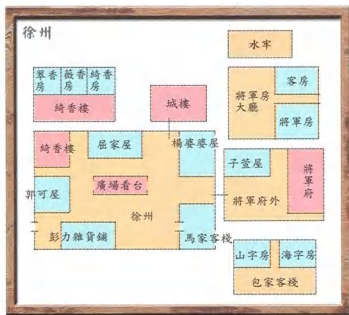 徐州
水牢
翠香房
薇香房
綺香房
綺香樓
城樓
將軍房大廳
客房
將軍房
綺香樓
屈家屋
楊婆婆屋
子萱屋
將軍府
郭可屋
廣場看台
徐州
將軍府外
彭力雜貨鋪
馬家客棧
山字房
海字房
包家客棧